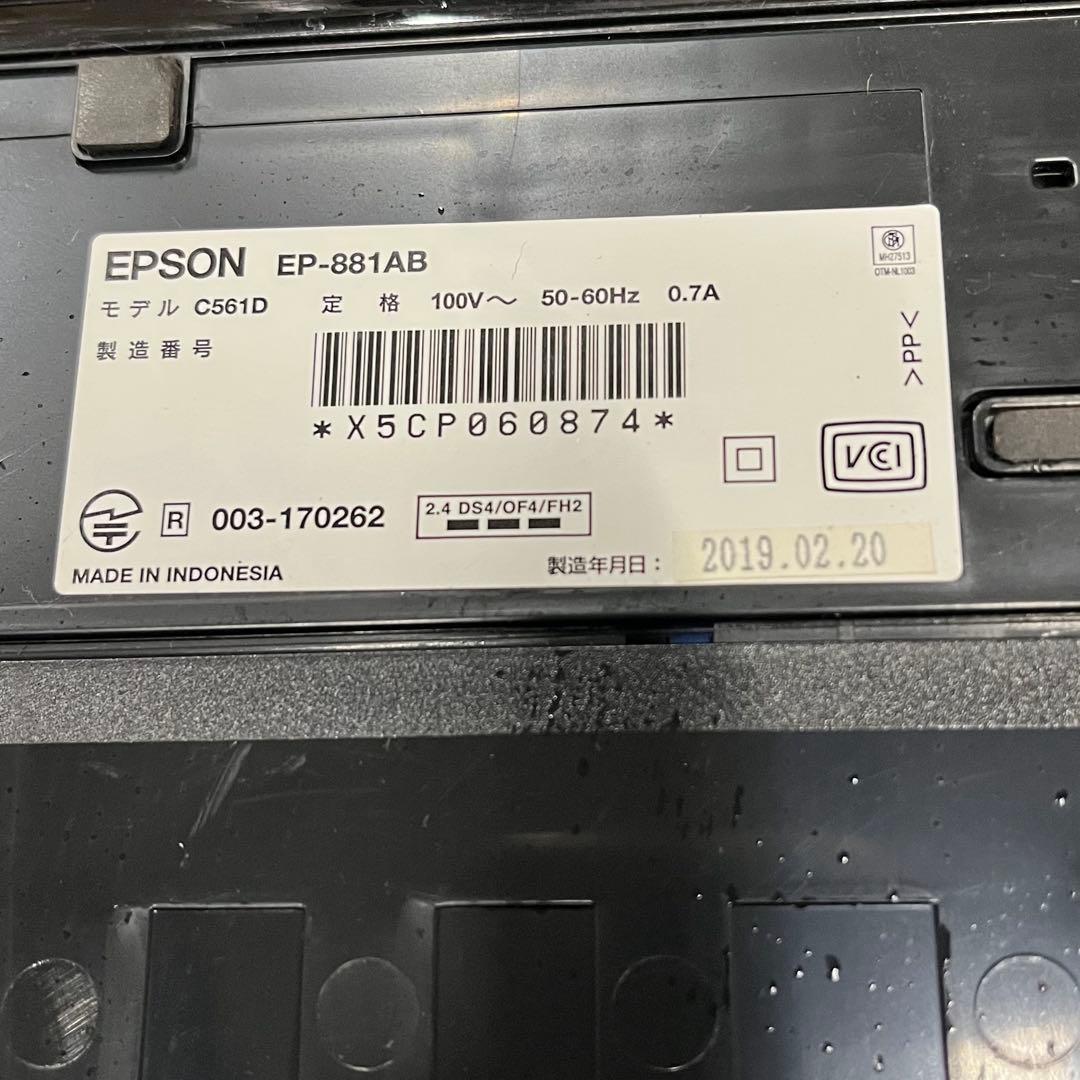 EPSON EP-881AB
モデル C561D 定 格 100V～ 50-60Hz 0.7A
製造番号
*X5CP060874*
MH27513
OTM-NL1003
>PP<
VCCI
R 003-170262
2.4 DS4/OF4/FH2
MADE IN INDONESIA
製造年月日: 2019.02.20